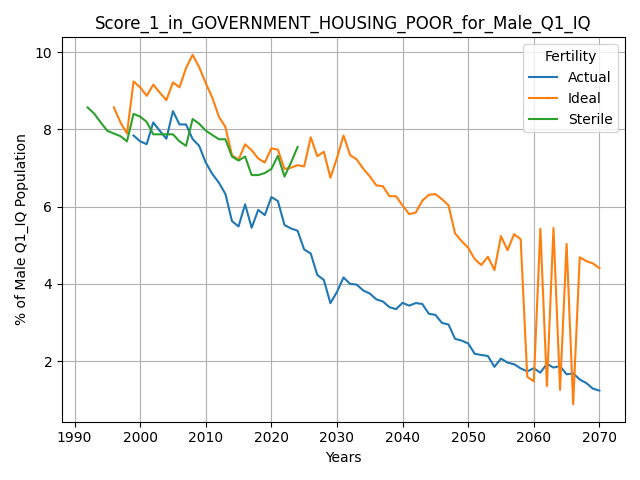 Score_1_in_GOVERNMENT_HOUSING_POOR_for_Male_Q1_IQ
Fertility
Actual
Ideal
Sterile
% of Male Q1_IQ Population
10
8
6
4
2
1990 2000 2010 2020 2030 2040 2050 2060 2070
Years